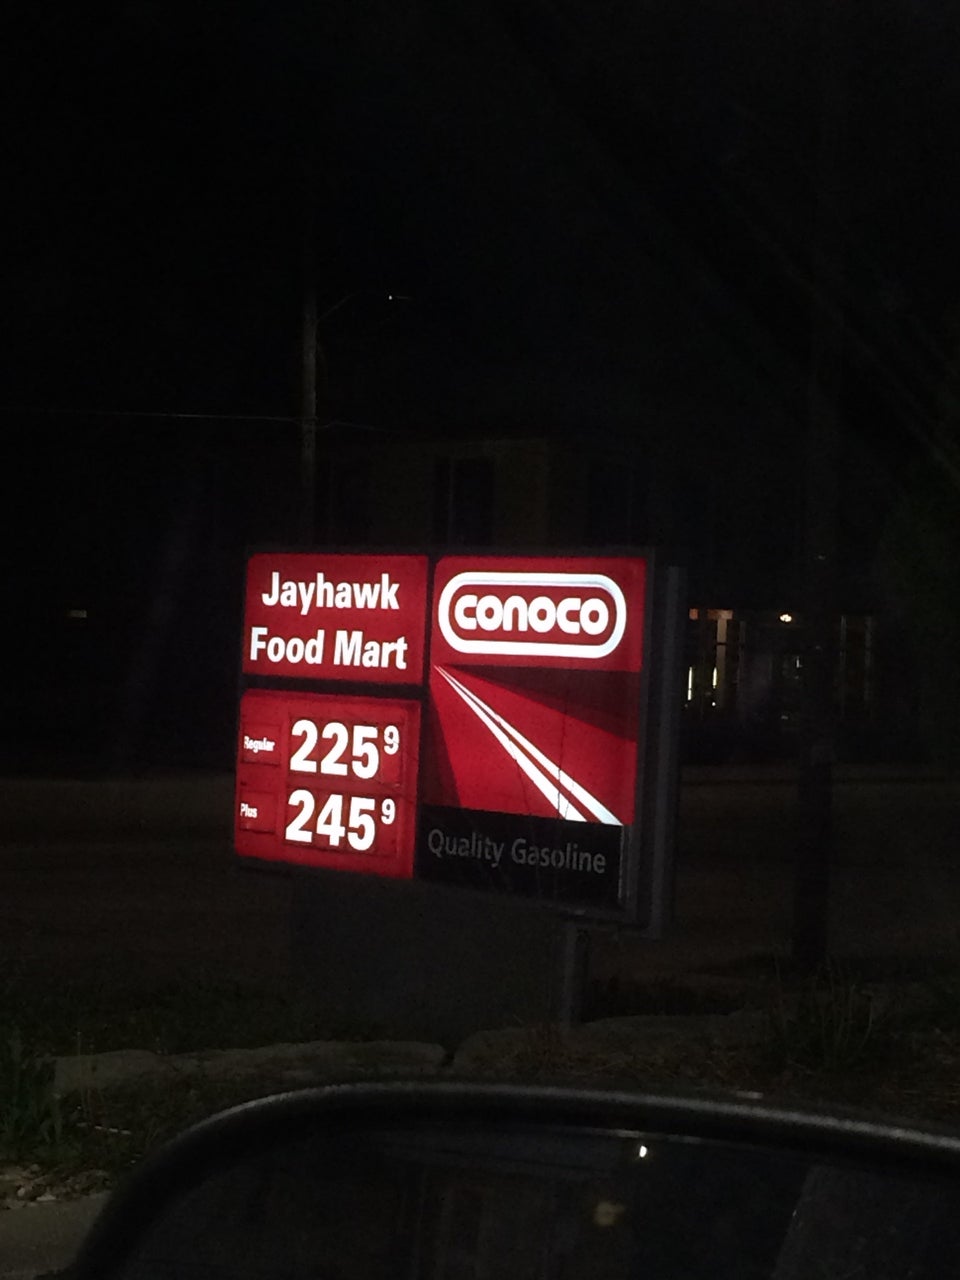 Jayhawk
Food Mart
CONOCO
Regular 225 9
Plus 245 9
Quality Gasoline